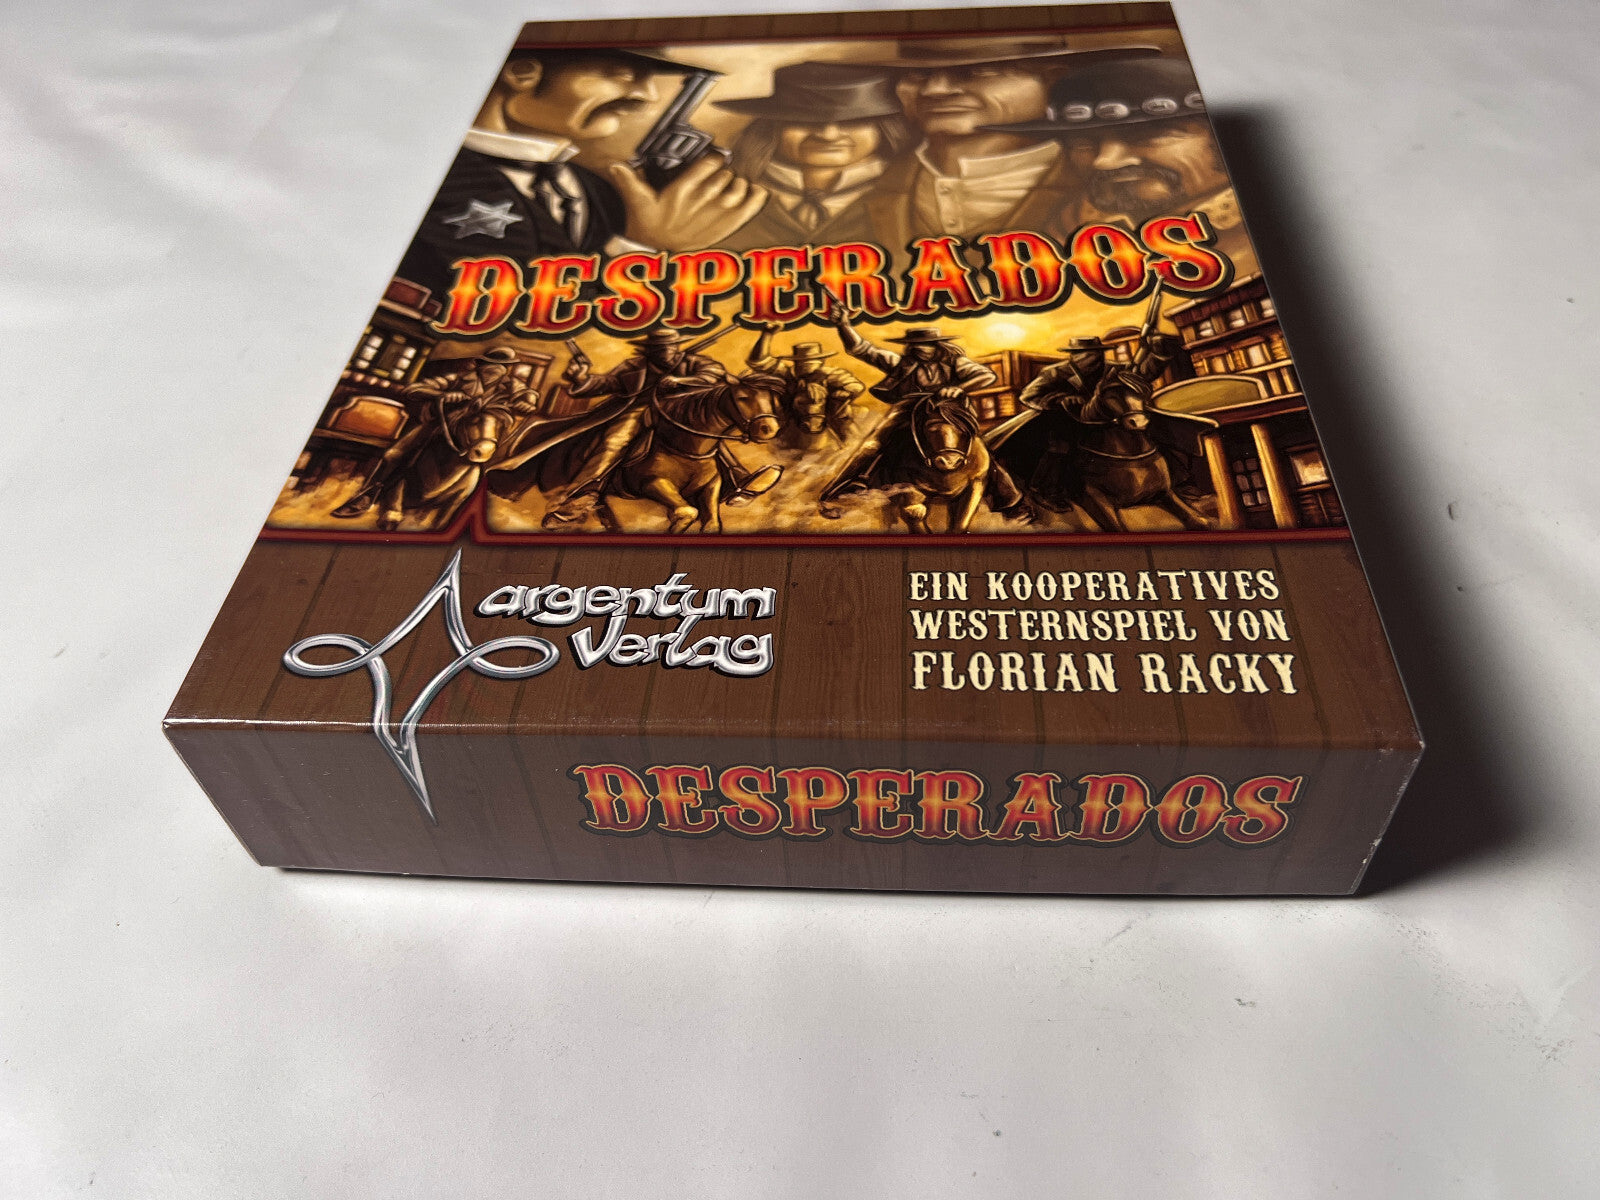 DESPERADOS
argentum
Verlag
EIN KOOPERATIVES
WESTERNSPIEL VON
FLORIAN RACKY
DESPERADOS